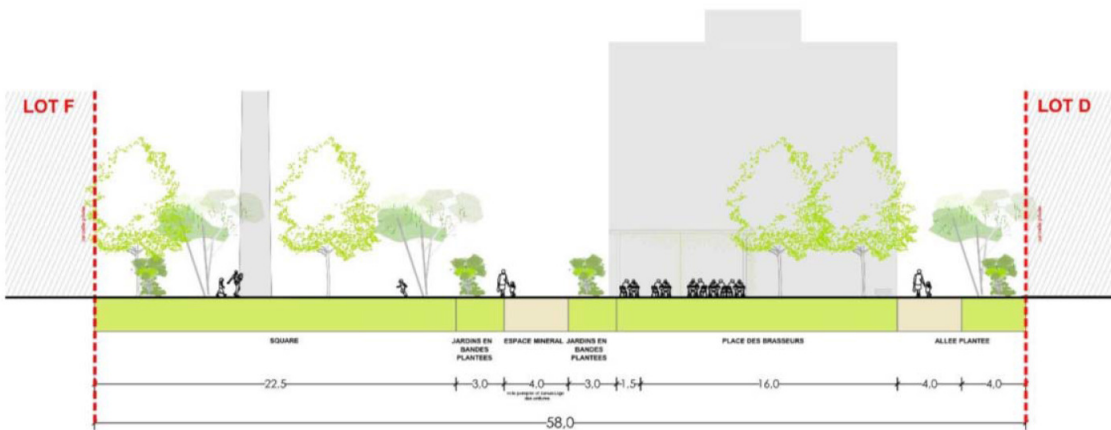 LOT F
LOT D
SQUARE
JARDINS EN
BANDES
PLANTEES
ESPACE MINERAL
JARDINS EN
BANDES
PLANTEES
PLACE DES BRASSEURS
ALLEE PLANTEE
22.5
3.0
4.0
3,0
1.5
16.0
4.0
4.0
58,0